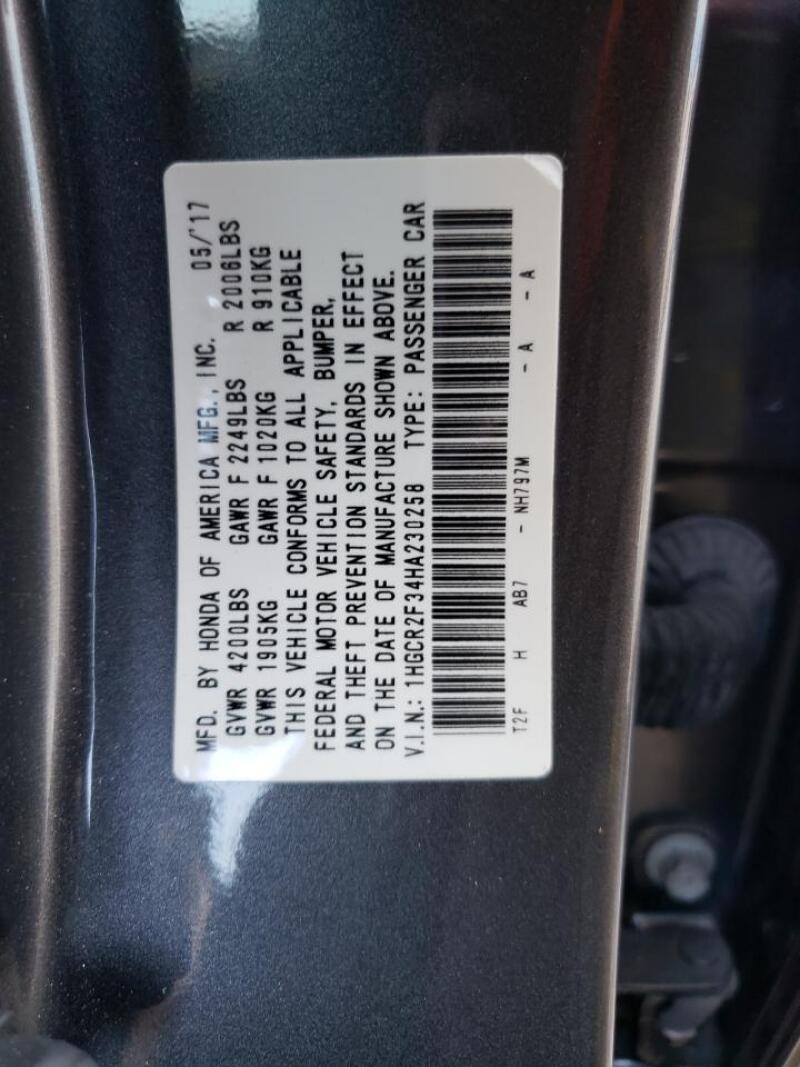 MFD. BY HONDA OF AMERICA MFG., INC. 05/'17
GVWR 4200LBS GAWR F 2249LBS R 2006LBS
GVWR 1905KG GAWR F 1020KG R 910KG
THIS VEHICLE CONFORMS TO ALL APPLICABLE
FEDERAL MOTOR VEHICLE SAFETY, BUMPER,
AND THEFT PREVENTION STANDARDS IN EFFECT
ON THE DATE OF MANUFACTURE SHOWN ABOVE.
V.I.N.: 1HGCR2F34HA230258 TYPE: PASSENGER CAR
T2F H AB7 - NH797M - A - A